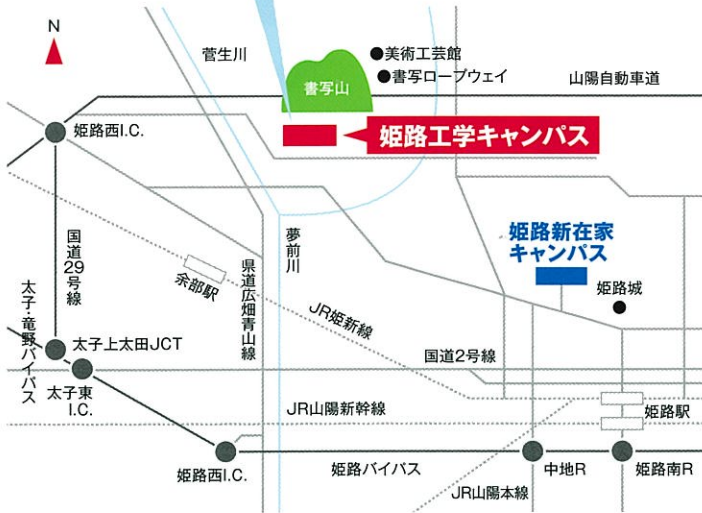 N
菅生川
美術工芸館
書写ロープウェイ
書写山
山陽自動車道
姫路西I.C.
姫路工学キャンパス
国道29号線
余部駅
県道広畑青山線
夢前川
姫路新在家
キャンパス
姫路城
太子・竜野バイパス
JR姫新線
太子上太田JCT
国道2号線
太子東
I.C.
JR山陽新幹線
姫路駅
姫路西I.C.
姫路バイパス
中地R
姫路南R
JR山陽本線